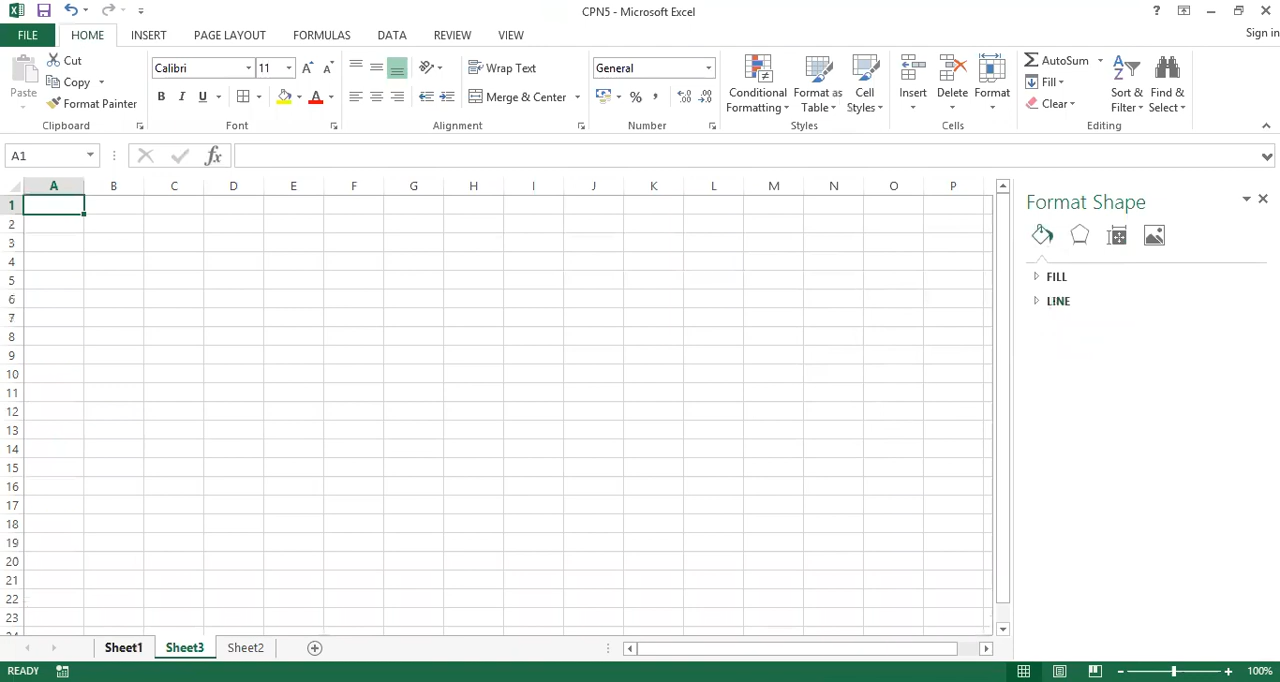 CPN5 - Microsoft Excel
?
FILE HOME INSERT PAGE LAYOUT FORMULAS DATA REVIEW VIEW Sign in
Paste
Cut
Copy
Format Painter
Clipboard
Calibri 11 A A
B I U A
Font
Wrap Text
Merge & Center
Alignment
General
% ,
Number
Conditional Formatting
Format as Table
Cell Styles
Styles
Insert Delete Format
Cells
AutoSum
Fill
Clear
Sort & Filter
Find & Select
Editing
A1 fx
A B C D E F G H I J K L M N O P
1
2
3
4
5
6
7
8
9
10
11
12
13
14
15
16
17
18
19
20
21
22
23
Format Shape
FILL
LINE
Sheet1 Sheet3 Sheet2
READY 100%